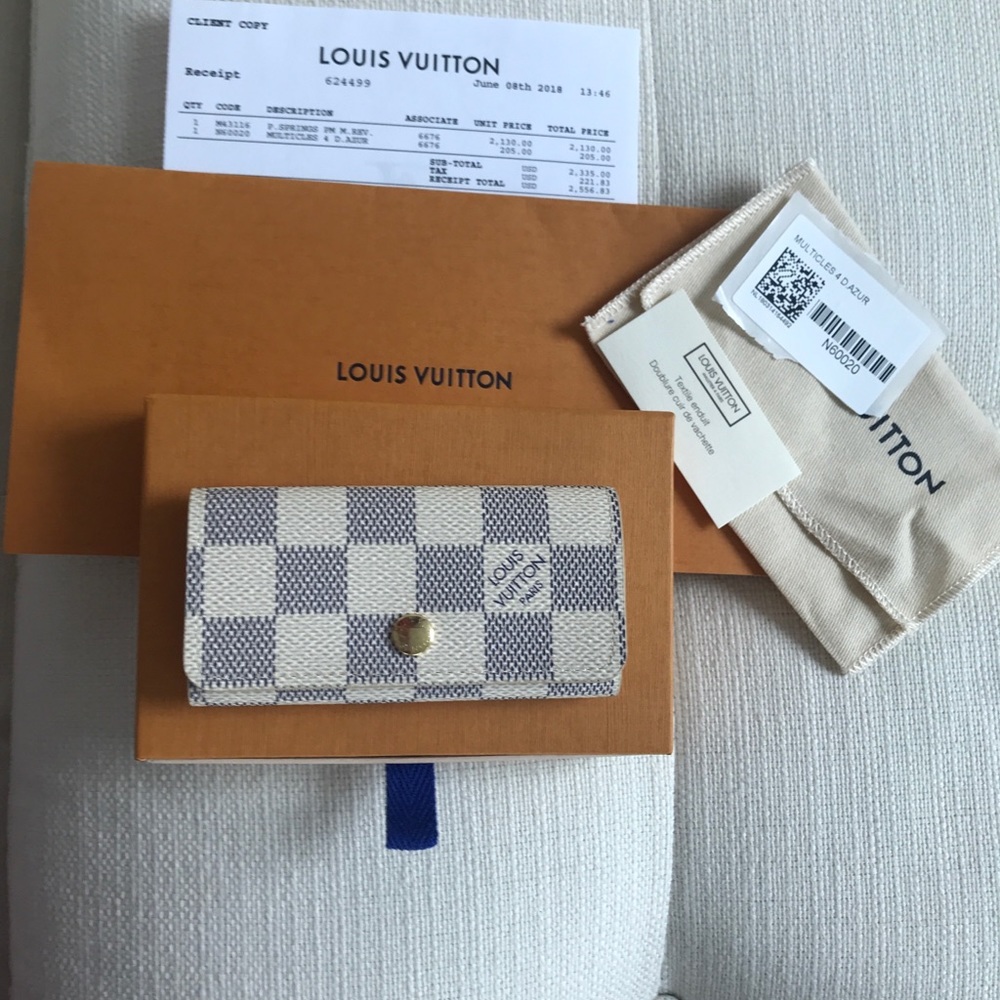 CLIENT COPY
LOUIS VUITTON
Receipt 624499 June 08th 2018 13:46
QTY CODE DESCRIPTION ASSOCIATE UNIT PRICE TOTAL PRICE
1 M43116 P.SPRINGS PM M.REV. 6676 2,130.00 2,130.00
1 N60020 MULTICLES 4 D.AZUR 6676 205.00 205.00
SUB-TOTAL USD 2,335.00
TAX USD 221.83
RECEIPT TOTAL USD 2,556.83
LOUIS VUITTON
MULTICLES 4 D.AZUR
N60020
LOUIS VUITTON
Textile enduit
Doublure cuir de vachette
UITTON
LOUIS
VUITTON
PARIS